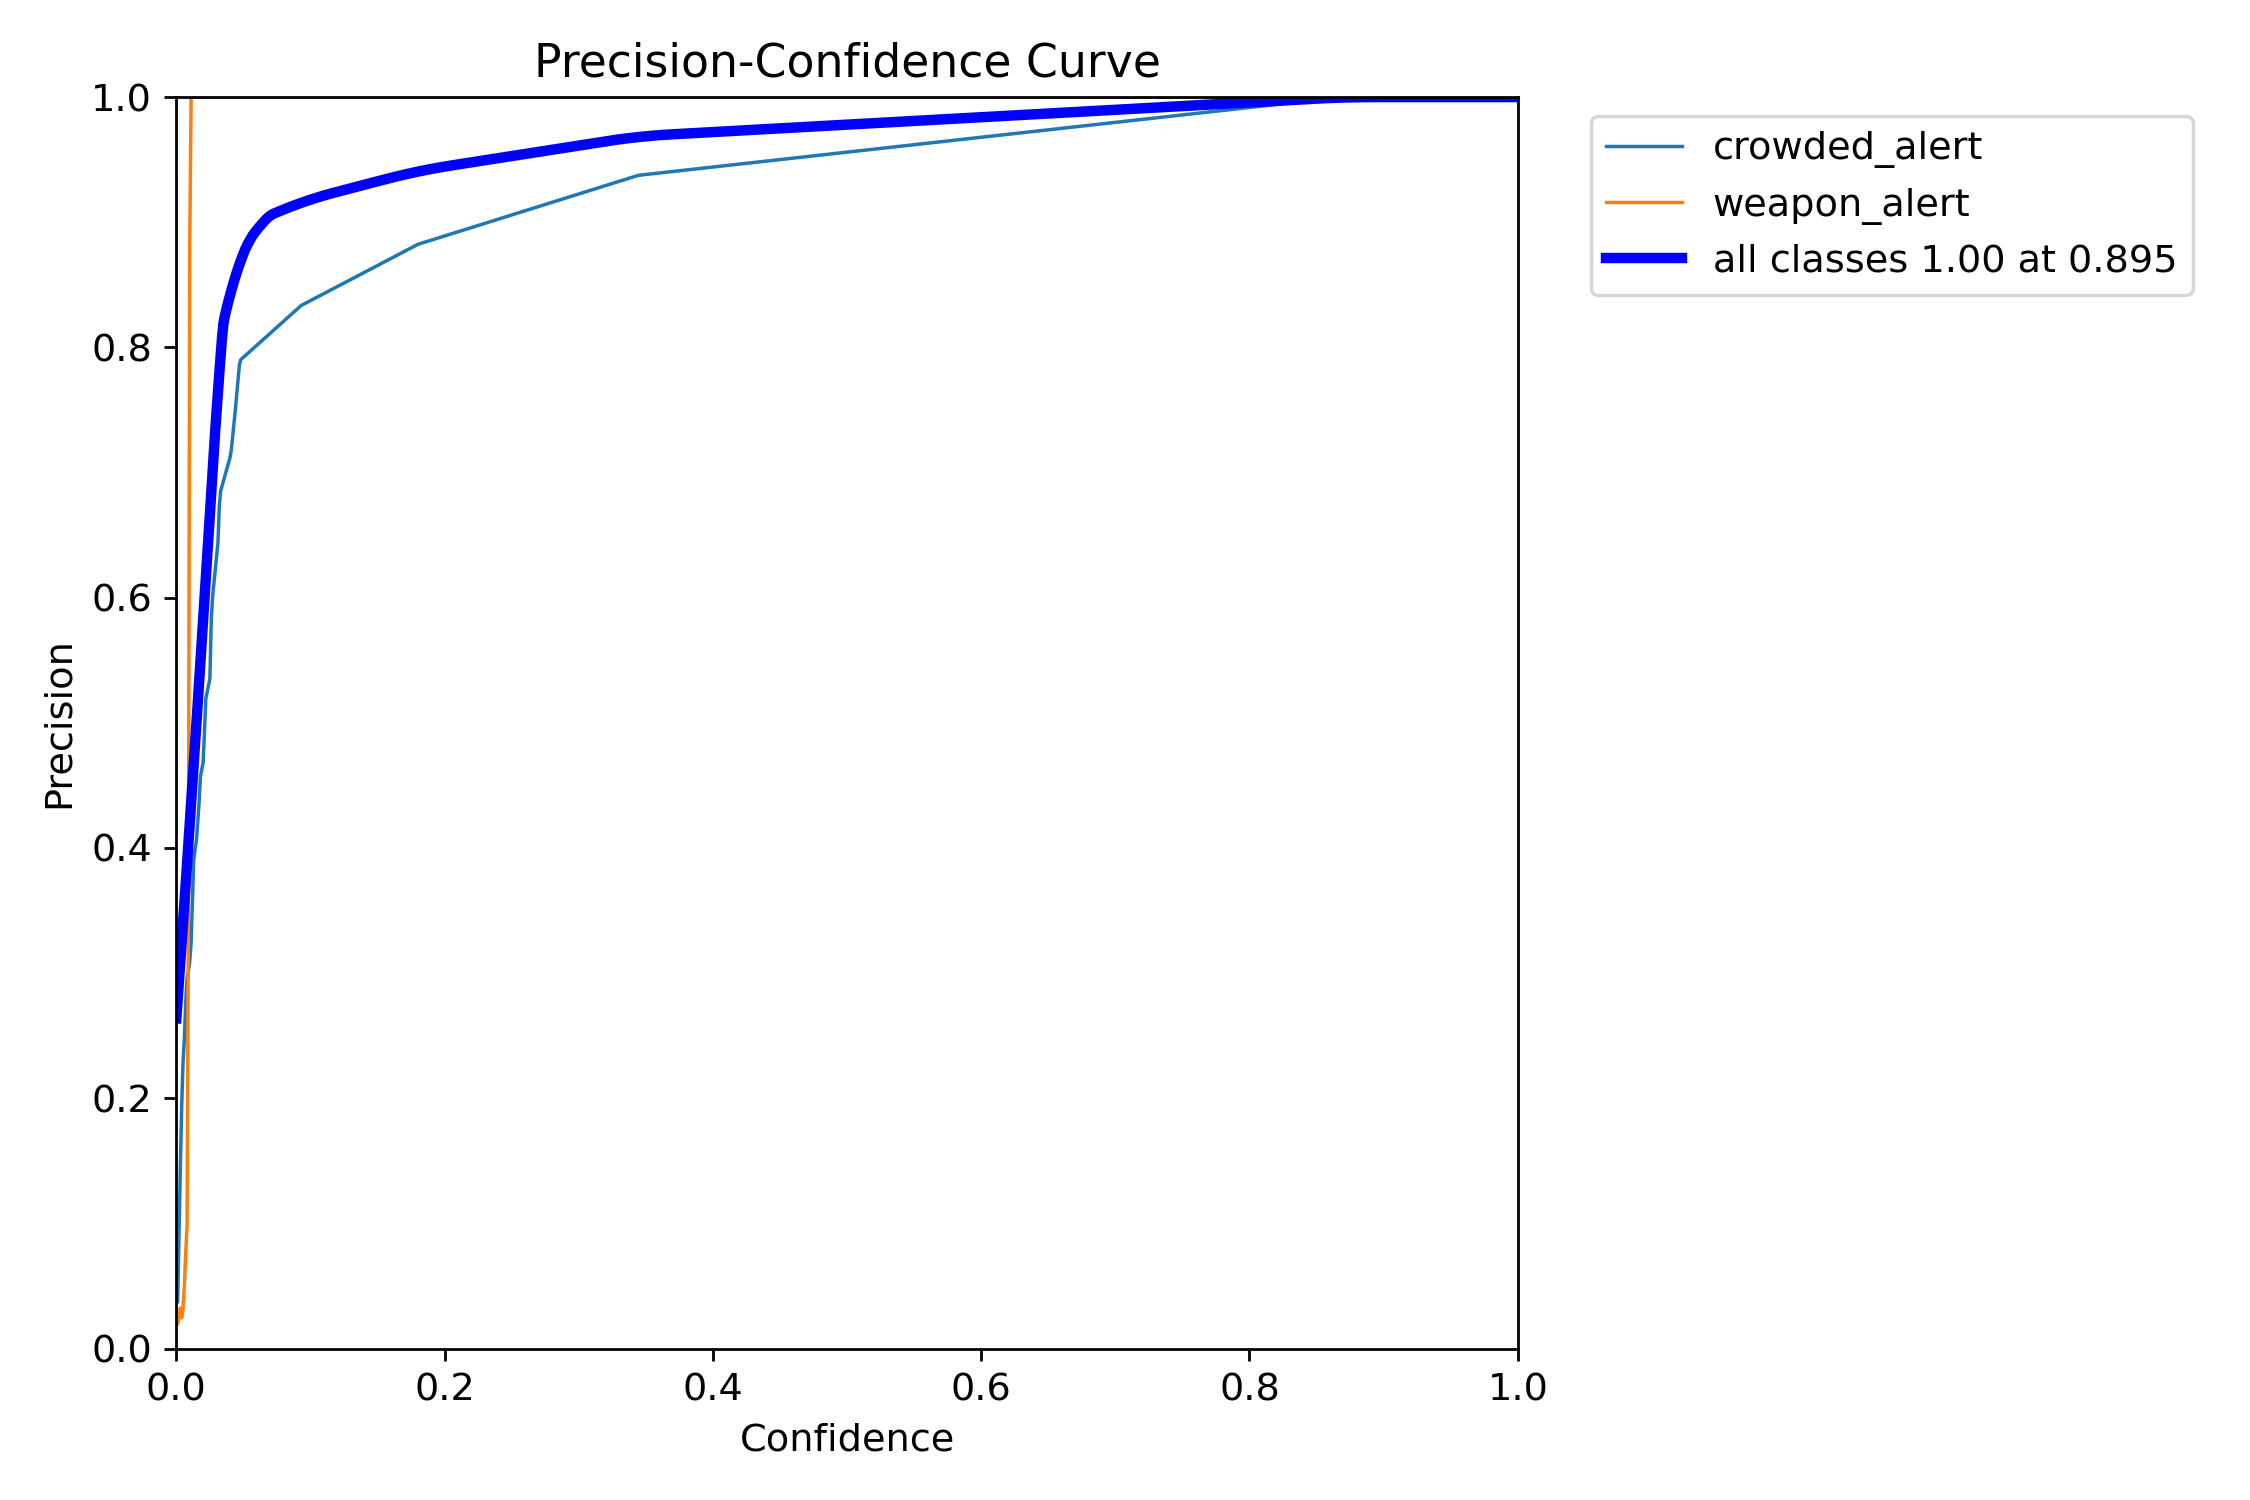 Precision-Confidence Curve
1.0
0.8
0.6
0.4
0.2
0.0
Precision
0.0 0.2 0.4 0.6 0.8 1.0
Confidence
crowded_alert
weapon_alert
all classes 1.00 at 0.895